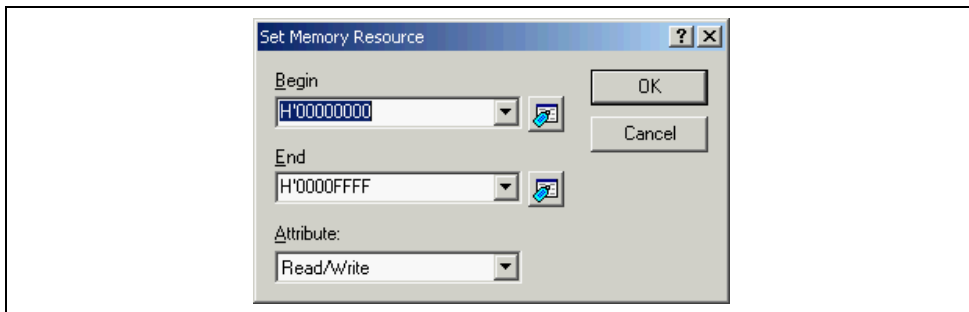 Set Memory Resource
Begin
H'00000000
OK
Cancel
End
H'0000FFFF
Attribute:
Read/Write